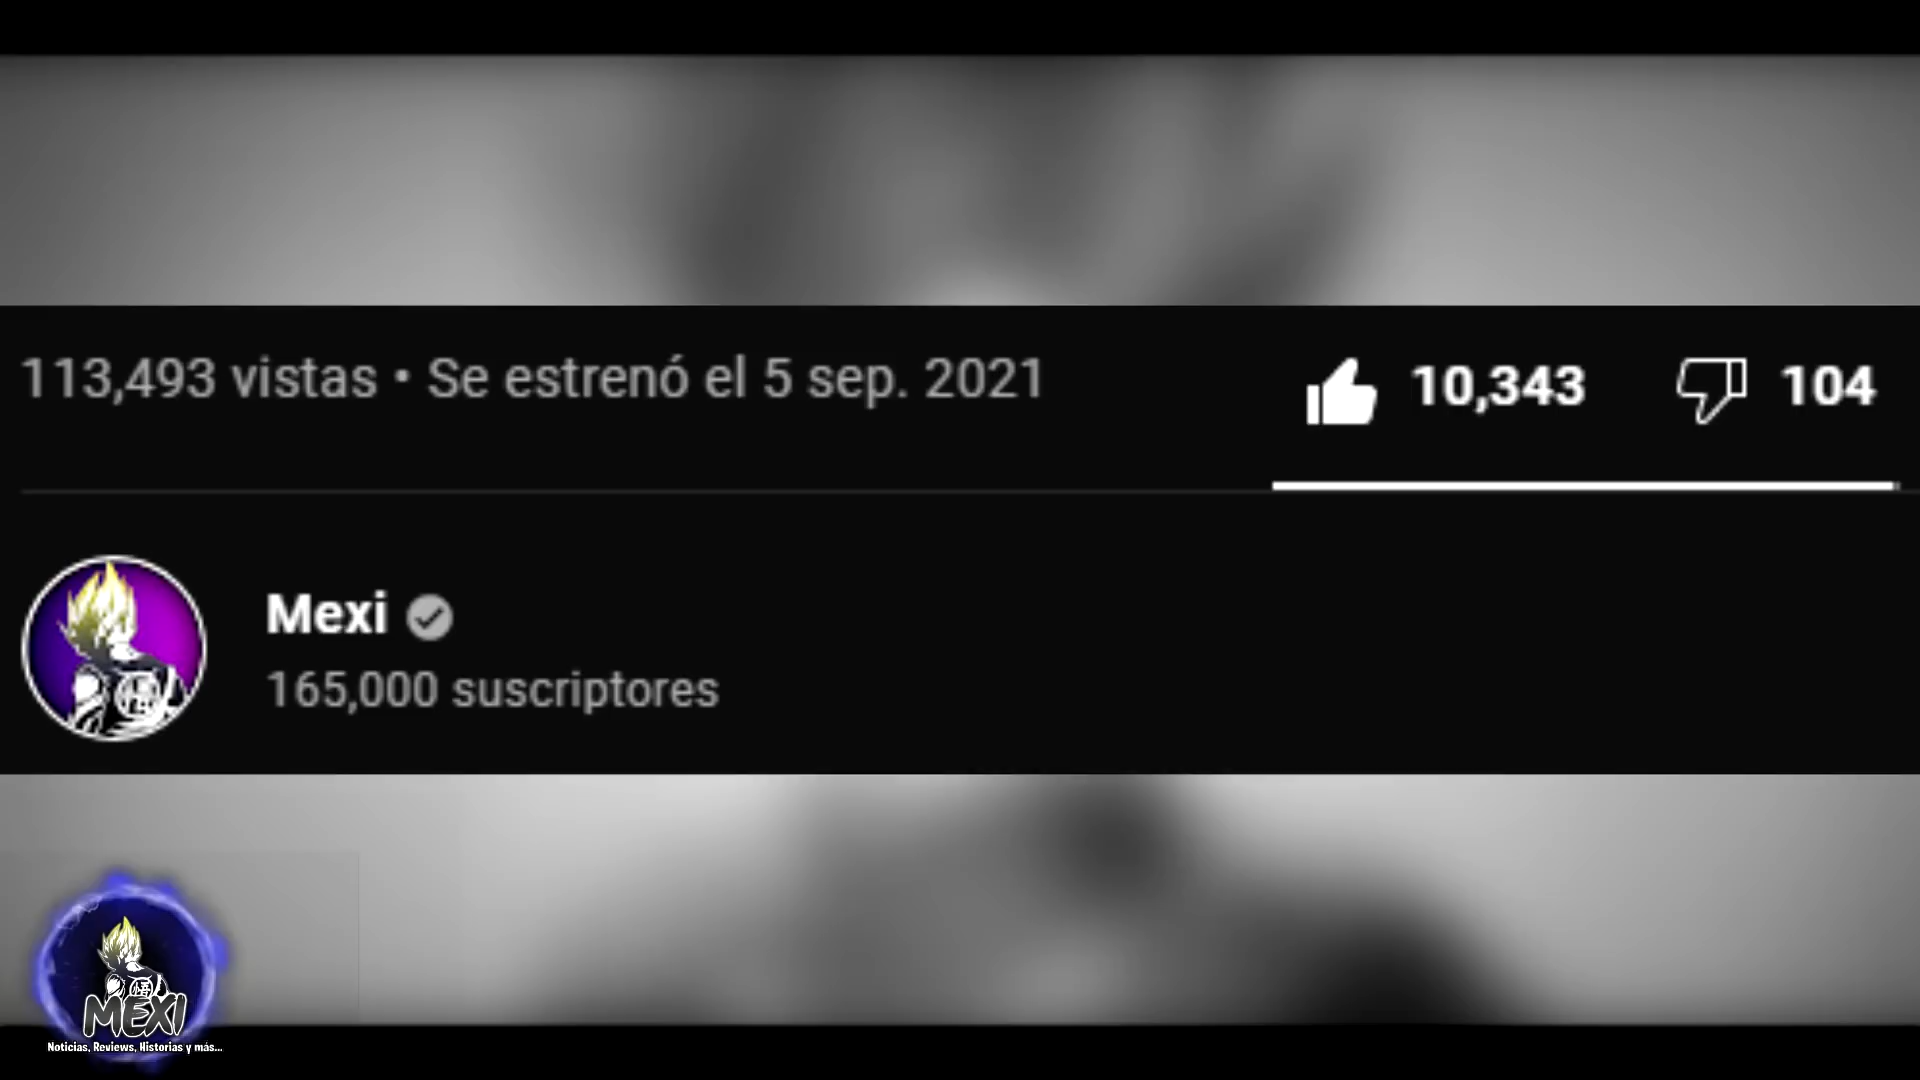 113,493 vistas • Se estrenó el 5 sep. 2021
10,343
104
Mexi
165,000 suscriptores
MEXI
Noticias, Reviews, Historias y más...